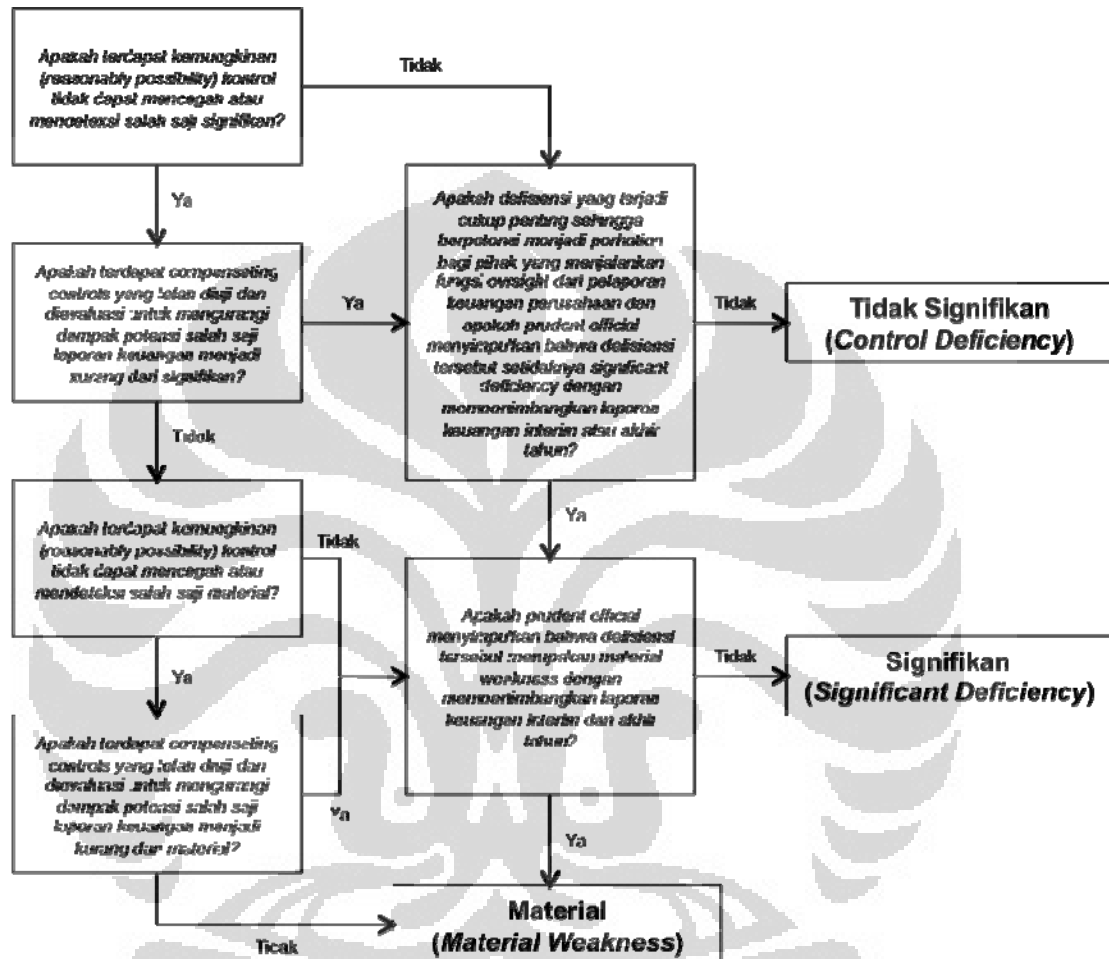 Apakah terdapat kemungkinan
(reasonably possibility) kontrol
tidak dapat mencegah atau
mendeteksi salah saji signifikan?
Tidak
Ya
Apakah defisiensi yang terjadi
cukup penting sehingga
berpotensi menjadi perhatian
bagi pihak yang menjalankan
fungsi oversight dari pelaporan
keuangan perusahaan dan
apakah prudent official
menyimpulkan bahwa defisiensi
tersebut setidaknya significant
deficiency dengan
mempertimbangkan laporan
keuangan interim atau akhir
tahun?
Apakah terdapat compensating
controls yang telah diuji dan
dievaluasi untuk mengurangi
dampak potensi salah saji
laporan keuangan menjadi
kurang dari signifikan?
Ya
Tidak
Tidak Signifikan
(Control Deficiency)
Tidak
Ya
Apakah terdapat kemungkinan
(reasonably possibility) kontrol
tidak dapat mencegah atau
mendeteksi salah saji material?
Tidak
Apakah prudent official
menyimpulkan bahwa defisiensi
tersebut merupakan material
weakness dengan
mempertimbangkan laporan
keuangan interim dan akhir
tahun?
Tidak
Signifikan
(Significant Deficiency)
Ya
Apakah terdapat compensating
controls yang telah diuji dan
dievaluasi untuk mengurangi
dampak potensi salah saji
laporan keuangan menjadi
kurang dari material?
Ya
Ya
Tidak
Material
(Material Weakness)